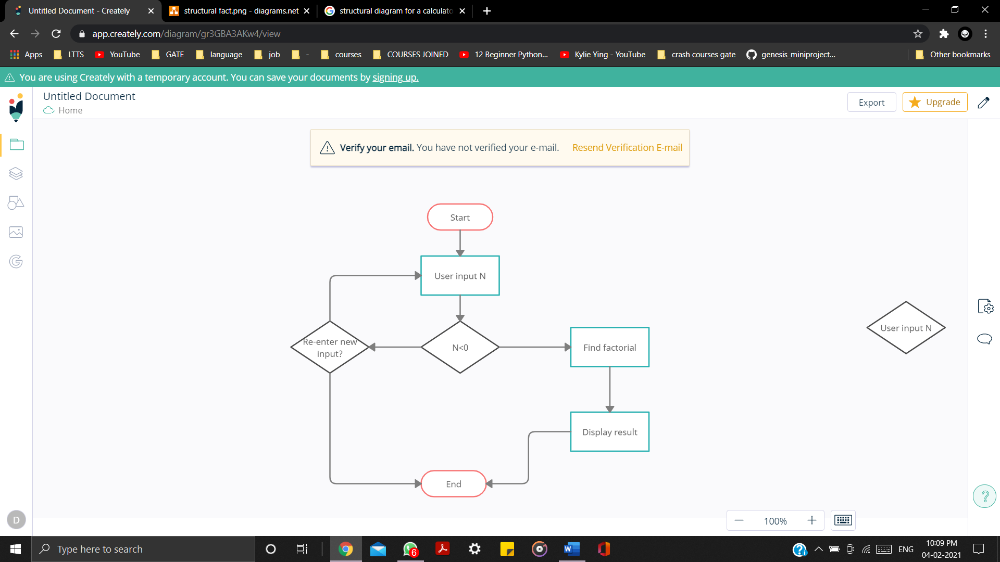 Untitled Document - Creately
structural fact.png - diagrams.net
structural diagram for a calculato
app.creately.com/diagram/gr3GBA3AKw4/view
Apps LTTS YouTube GATE language job - courses COURSES JOINED 12 Beginner Python... Kylie Ying - YouTube crash courses gate genesis_miniproject... Other bookmarks
You are using Creately with a temporary account. You can save your documents by signing up.
Untitled Document
Home
Export
Upgrade
Verify your email. You have not verified your e-mail. Resend Verification E-mail
Start
User input N
Re-enter new
input?
N<0
Find factorial
User input N
Display result
End
D
?
100%
Type here to search
6
ENG
10:09 PM
04-02-2021